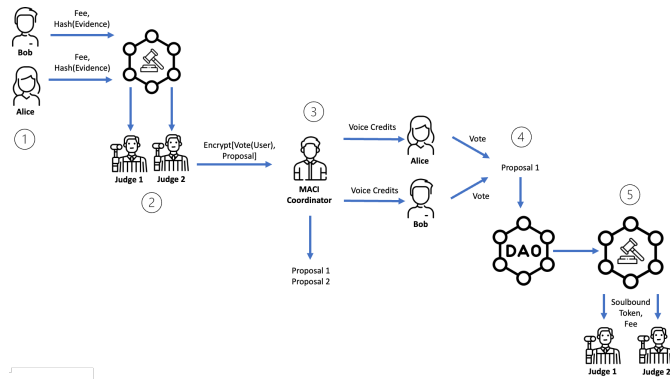 Fee,
Hash(Evidence)
Bob
Fee,
Hash(Evidence)
Alice
1
Judge 1
Judge 2
2
Encrypt[Vote(User),
Proposal]
3
MACI
Coordinator
Proposal 1
Proposal 2
Voice Credits
Alice
Voice Credits
Bob
Vote
Vote
4
Proposal 1
DAO
5
Soulbound
Token,
Fee
Judge 1
Judge 2